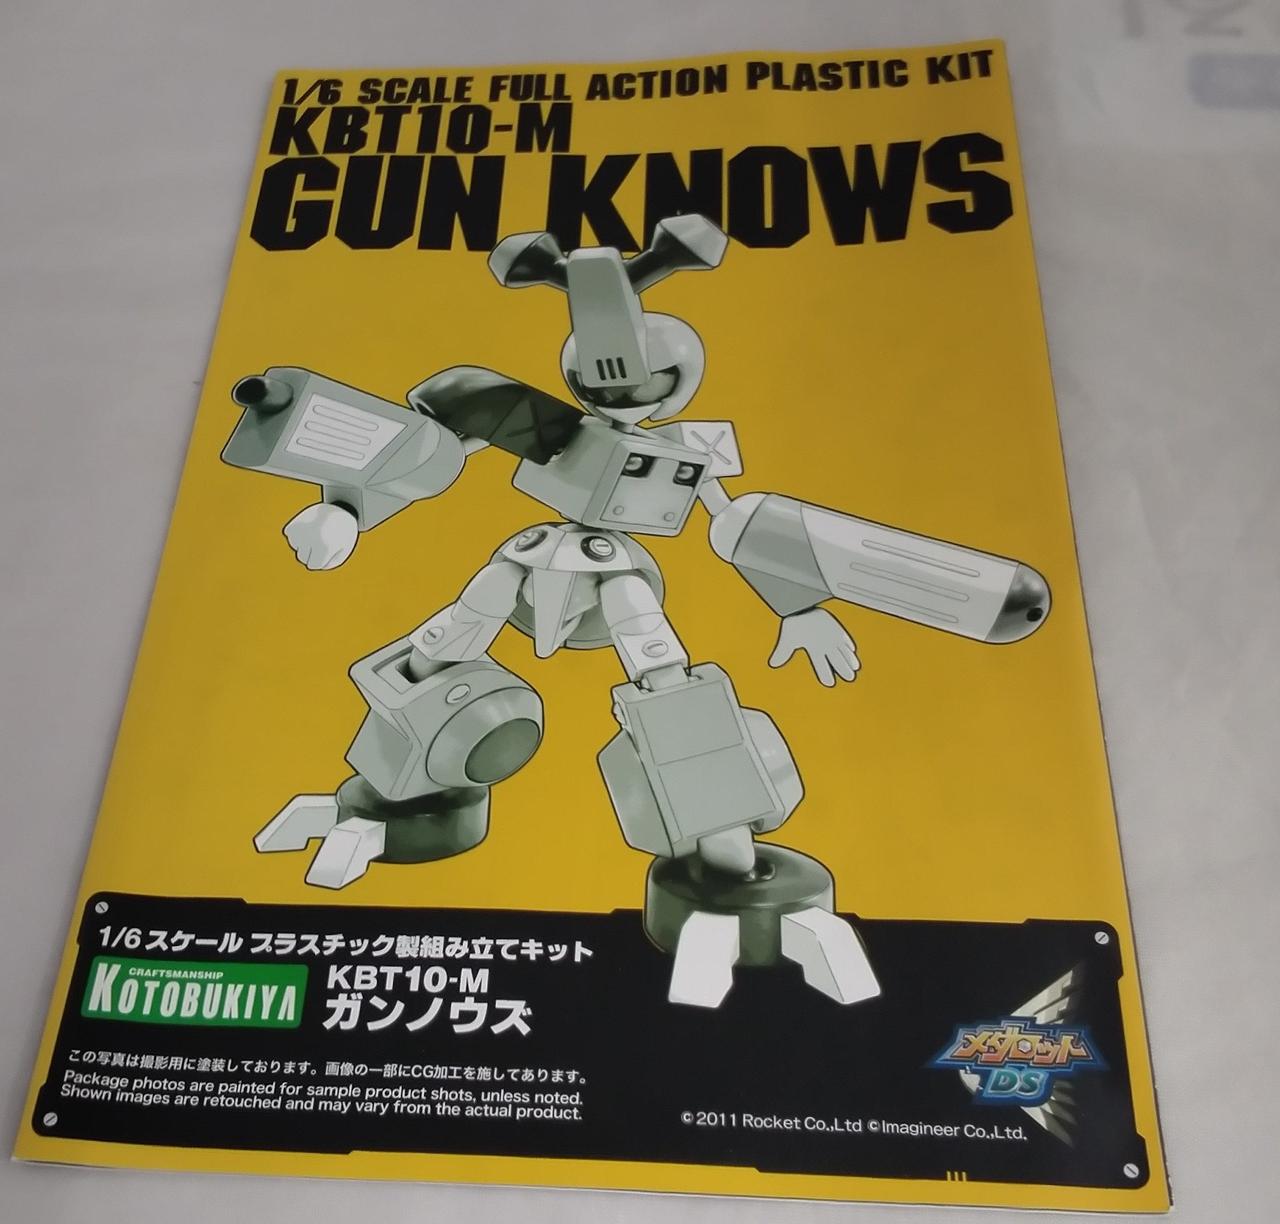 1/6 SCALE FULL ACTION PLASTIC KIT
KBT10-M
GUN KNOWS
1/6スケール プラスチック製組み立てキット
CRAFTSMANSHIP
KOTOBUKIYA
KBT10-M
ガンノウズ
この写真は撮影用に塗装しております。画像の一部にCG加工を施してあります。
Package photos are painted for sample product shots, unless noted.
Shown images are retouched and may vary from the actual product.
メダロット
DS
©2011 Rocket Co.,Ltd ©Imagineer Co.,Ltd.